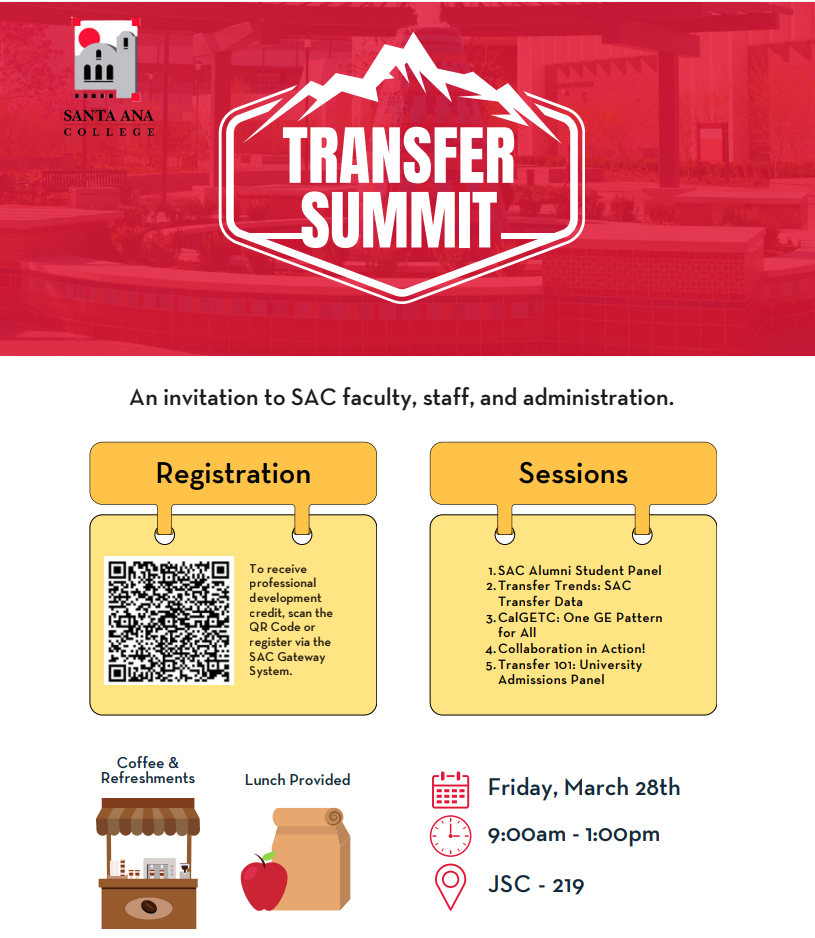 SANTA ANA
COLLEGE
TRANSFER
SUMMIT
An invitation to SAC faculty, staff, and administration.
Registration
To receive
professional
development
credit, scan the
QR Code or
register via the
SAC Gateway
System.
Sessions
1. SAC Alumni Student Panel
2. Transfer Trends: SAC
Transfer Data
3. CalGETC: One GE Pattern
for All
4. Collaboration in Action!
5. Transfer 101: University
Admissions Panel
Coffee &
Refreshments
Lunch Provided
Friday, March 28th
9:00am - 1:00pm
JSC - 219